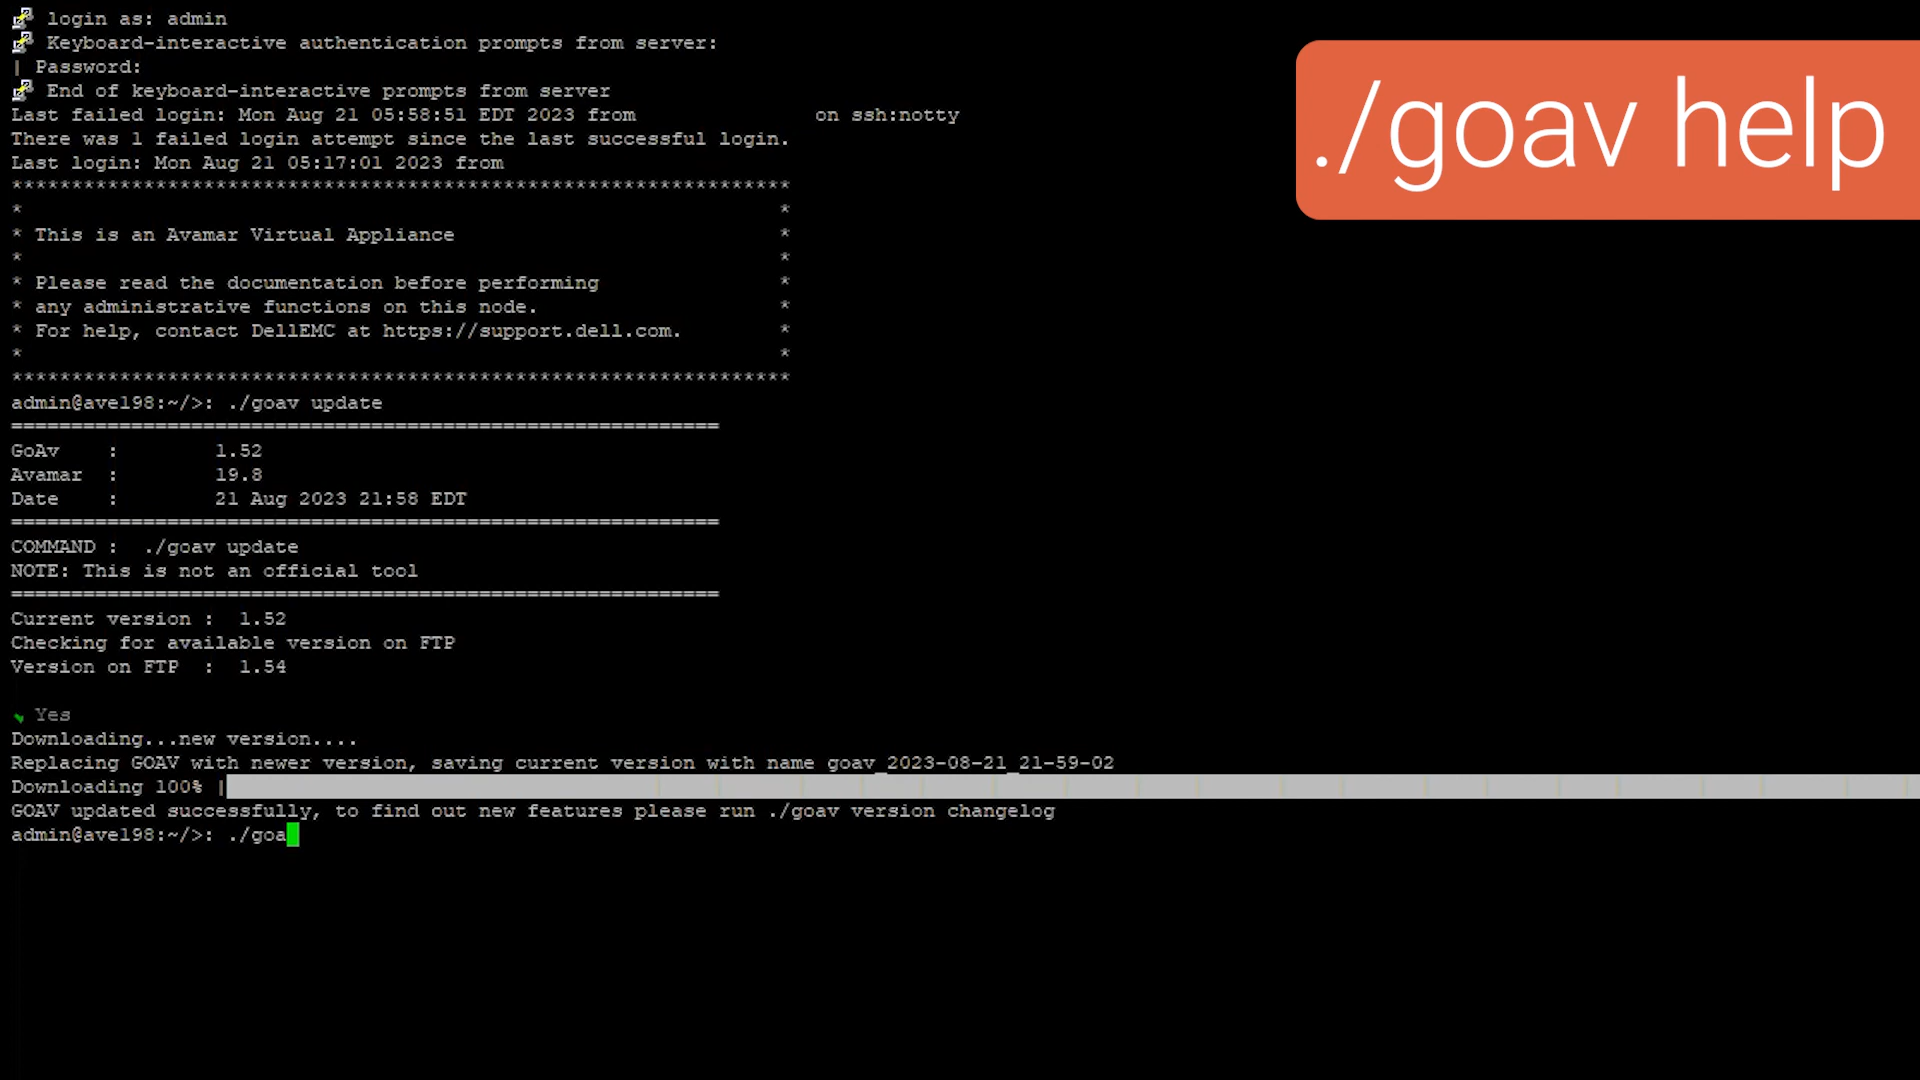 login as: admin
Keyboard-interactive authentication prompts from server:
| Password:
End of keyboard-interactive prompts from server
Last failed login: Mon Aug 21 05:58:51 EDT 2023 from on ssh:notty
There was 1 failed login attempt since the last successful login.
Last login: Mon Aug 21 05:17:01 2023 from
*****************************************************************
* *
* This is an Avamar Virtual Appliance *
* *
* Please read the documentation before performing *
* any administrative functions on this node. *
* For help, contact DellEMC at https://support.dell.com. *
* *
*****************************************************************
admin@ave198:~/>: ./goav update
===========================================================
GoAv : 1.52
Avamar : 19.8
Date : 21 Aug 2023 21:58 EDT
===========================================================
COMMAND : ./goav update
NOTE: This is not an official tool
===========================================================
Current version : 1.52
Checking for available version on FTP
Version on FTP : 1.54
Yes
Downloading...new version....
Replacing GOAV with newer version, saving current version with name goav_2023-08-21_21-59-02
Downloading 100% |
GOAV updated successfully, to find out new features please run ./goav version changelog
admin@ave198:~/>: ./goa
./goav help